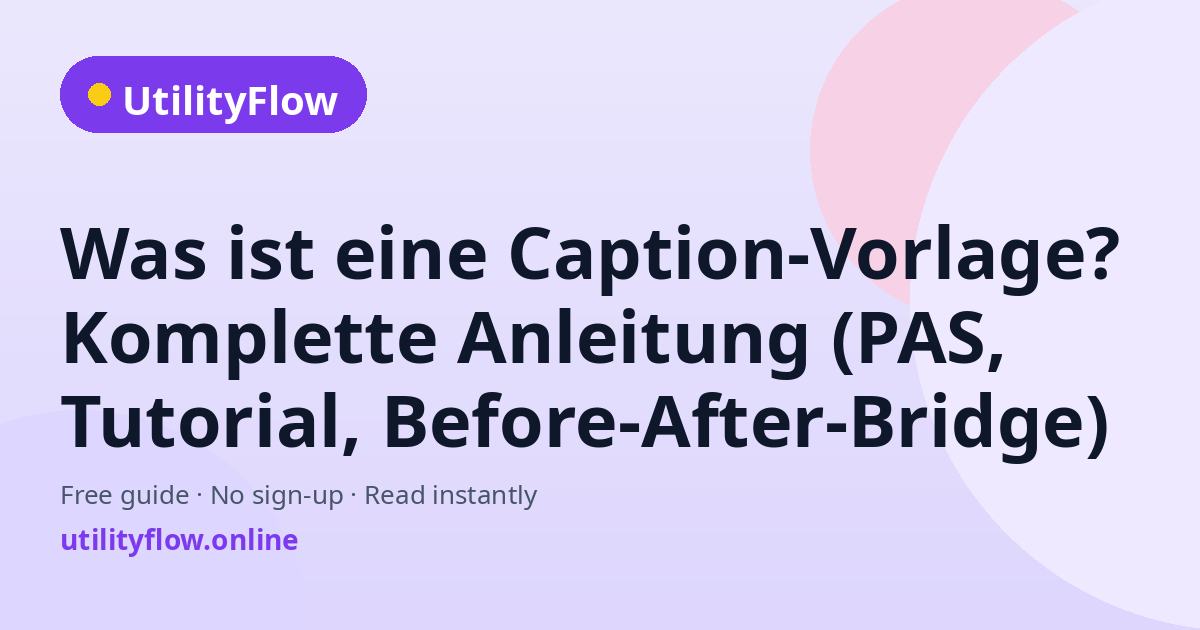 UtilityFlow
Was ist eine Caption-Vorlage?
Komplette Anleitung (PAS,
Tutorial, Before-After-Bridge)
Free guide · No sign-up · Read instantly
utilityflow.online